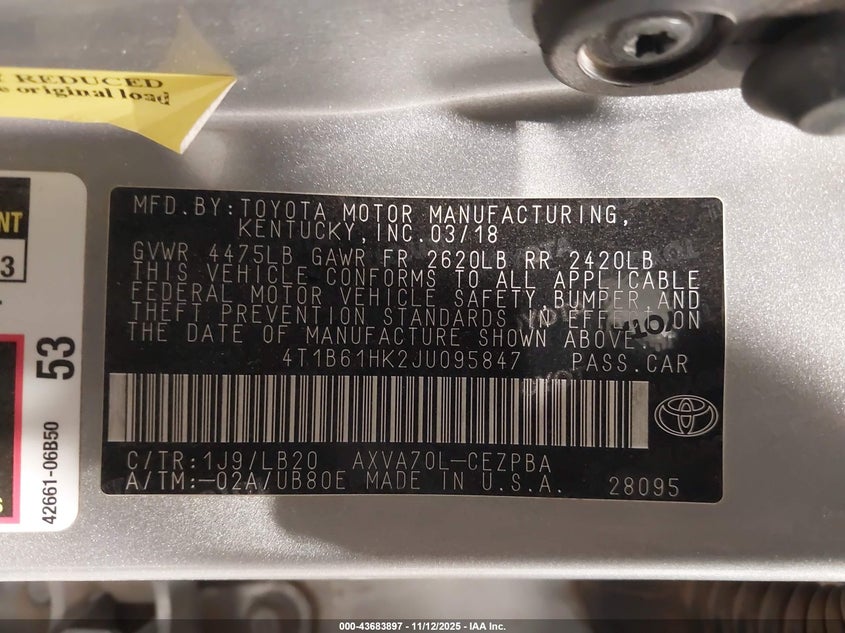 REDUCED
e original load
NT
3
53
42661-06B50
MFD.BY:TOYOTA MOTOR MANUFACTURING,
KENTUCKY,INC.03/18
GVWR 4475LB GAWR FR 2620LB RR 2420LB
THIS VEHICLE CONFORMS TO ALL APPLICABLE
FEDERAL MOTOR VEHICLE SAFETY,BUMPER,AND
THEFT PREVENTION STANDARDS IN EFFECT ON
THE DATE OF MANUFACTURE SHOWN ABOVE.
4T1B61HK2JU095847 PASS.CAR
C/TR:1J9/LB20 AXVA70L-CEZPBA
A/TM:-02A/UB80E MADE IN U.S.A. 28095
000-43683897 - 11/12/2025 - IAA Inc.